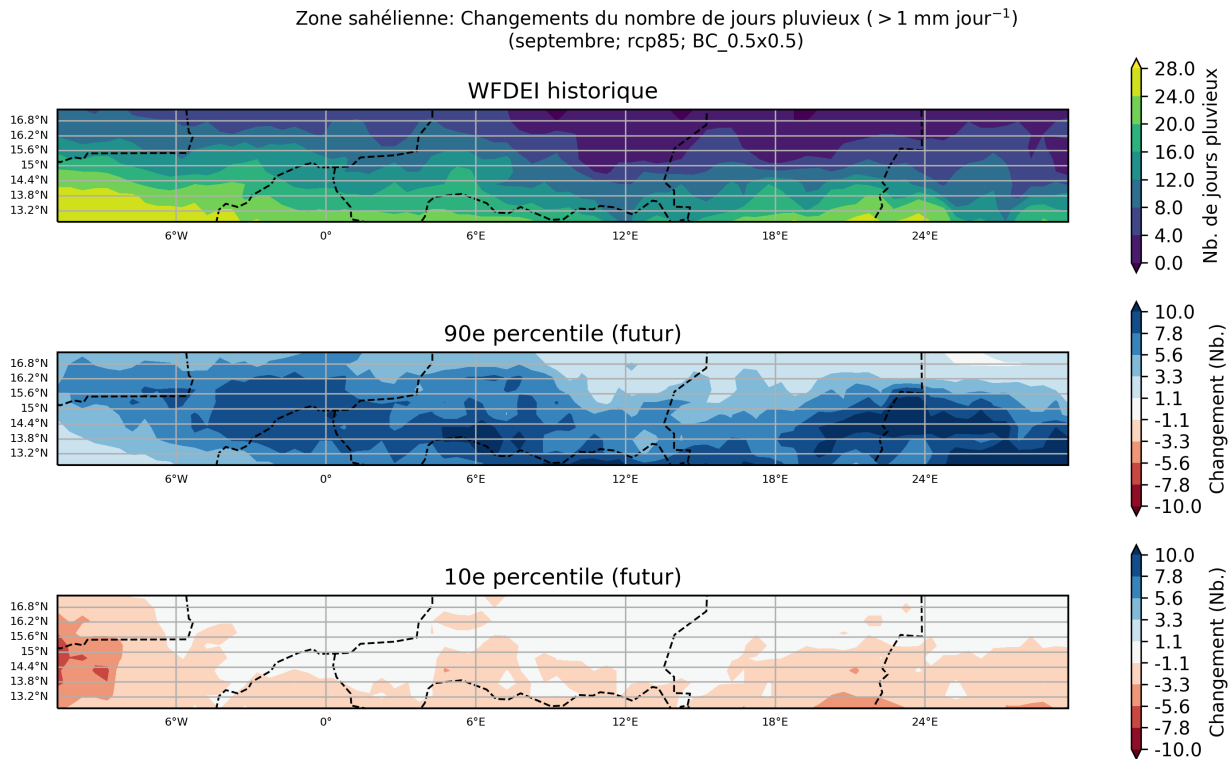 Zone sahélienne: Changements du nombre de jours pluvieux ( > 1 mm jour⁻¹)
(septembre; rcp85; BC_0.5x0.5)
WFDEI historique
16.8°N
16.2°N
15.6°N
15°N
14.4°N
13.8°N
13.2°N
6°W
0°
6°E
12°E
18°E
24°E
28.0
24.0
20.0
16.0
12.0
8.0
4.0
0.0
Nb. de jours pluvieux
90e percentile (futur)
16.8°N
16.2°N
15.6°N
15°N
14.4°N
13.8°N
13.2°N
6°W
0°
6°E
12°E
18°E
24°E
10.0
7.8
5.6
3.3
1.1
-1.1
-3.3
-5.6
-7.8
-10.0
Changement (Nb.)
10e percentile (futur)
16.8°N
16.2°N
15.6°N
15°N
14.4°N
13.8°N
13.2°N
6°W
0°
6°E
12°E
18°E
24°E
10.0
7.8
5.6
3.3
1.1
-1.1
-3.3
-5.6
-7.8
-10.0
Changement (Nb.)